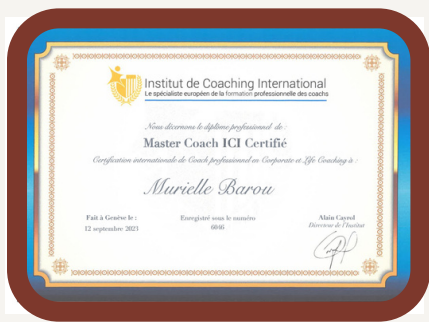 Institut de Coaching International
Le spécialiste européen de la formation professionnelle des coachs
Nous décernons le diplôme professionnel de :
Master Coach ICI Certifié
Certification internationale de Coach professionnel en Corporate et Life Coaching à :
Murielle Barou
Fait à Genève le :
12 septembre 2023
Enregistré sous le numéro
6046
Alain Cayrol
Directeur de l'Institut